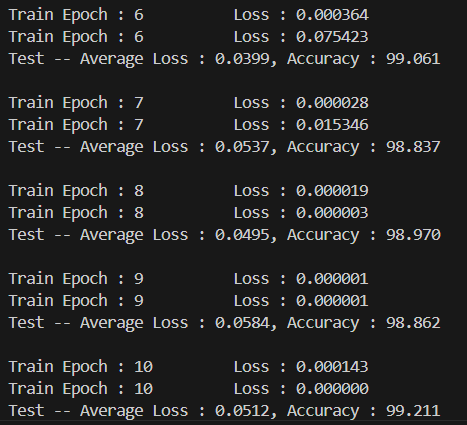 Train Epoch : 6 Loss : 0.000364
Train Epoch : 6 Loss : 0.075423
Test -- Average Loss : 0.0399, Accuracy : 99.061
Train Epoch : 7 Loss : 0.000028
Train Epoch : 7 Loss : 0.015346
Test -- Average Loss : 0.0537, Accuracy : 98.837
Train Epoch : 8 Loss : 0.000019
Train Epoch : 8 Loss : 0.000003
Test -- Average Loss : 0.0495, Accuracy : 98.970
Train Epoch : 9 Loss : 0.000001
Train Epoch : 9 Loss : 0.000001
Test -- Average Loss : 0.0584, Accuracy : 98.862
Train Epoch : 10 Loss : 0.000143
Train Epoch : 10 Loss : 0.000000
Test -- Average Loss : 0.0512, Accuracy : 99.211